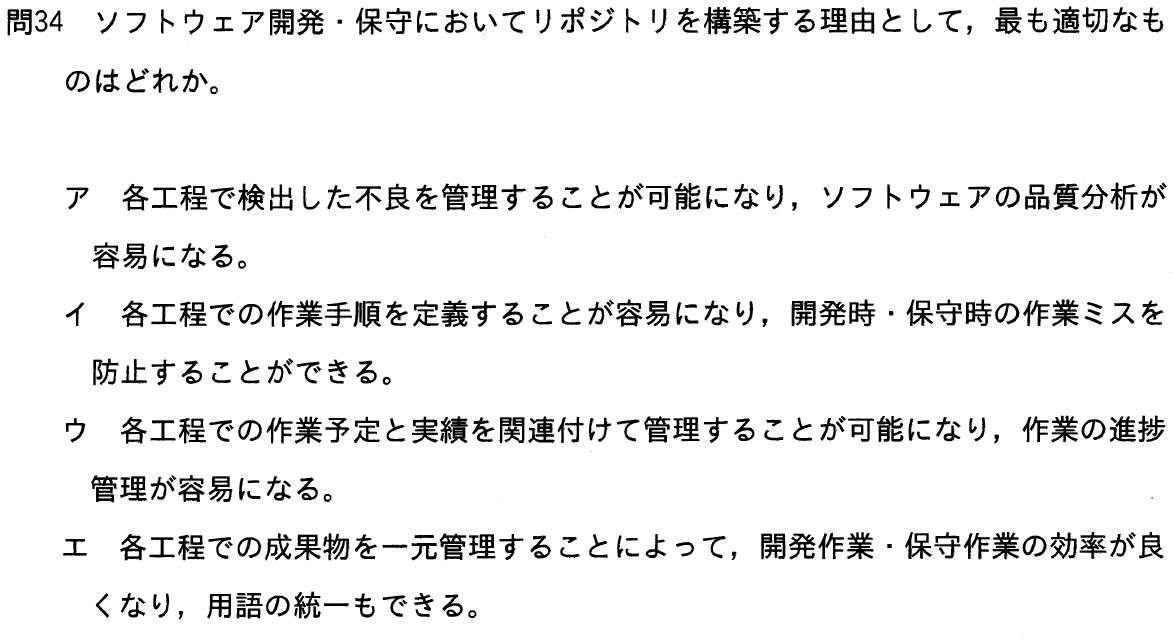 問34 ソフトウェア開発・保守においてリポジトリを構築する理由として，最も適切なも
のはどれか。
ア 各工程で検出した不良を管理することが可能になり，ソフトウェアの品質分析が
容易になる。
イ 各工程での作業手順を定義することが容易になり，開発時・保守時の作業ミスを
防止することができる。
ウ 各工程での作業予定と実績を関連付けて管理することが可能になり，作業の進捗
管理が容易になる。
エ 各工程での成果物を一元管理することによって，開発作業・保守作業の効率が良
くなり，用語の統一もできる。